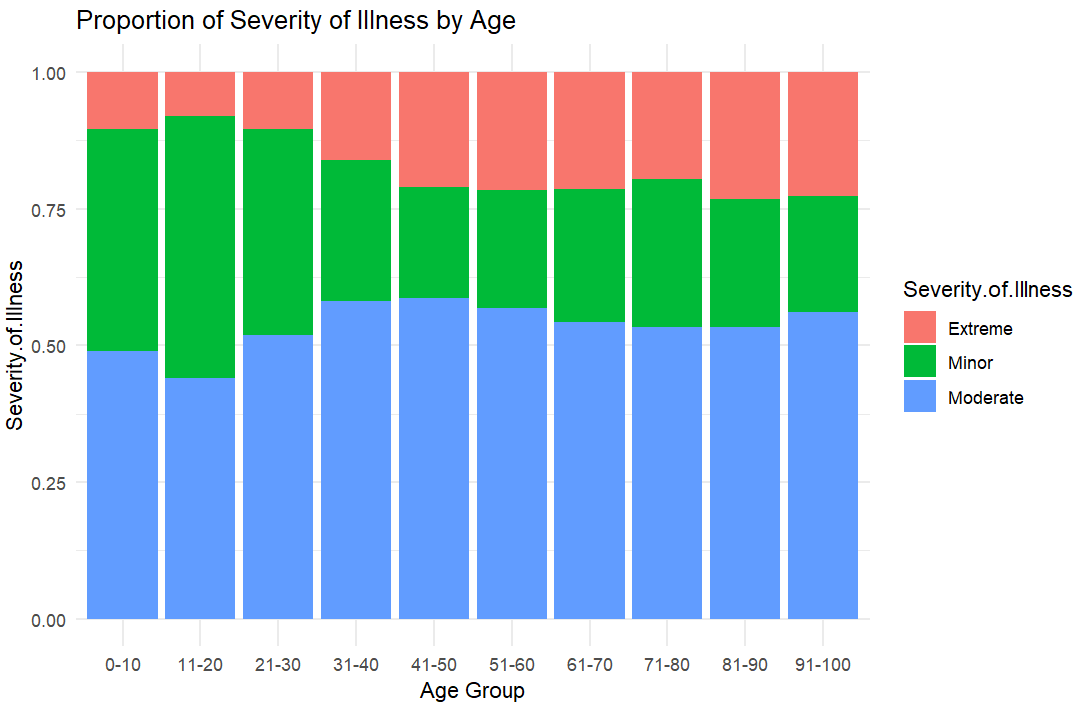 Proportion of Severity of Illness by Age
Severity.of.Illness
1.00
0.75
0.50
0.25
0.00
0-10 11-20 21-30 31-40 41-50 51-60 61-70 71-80 81-90 91-100
Age Group
Severity.of.Illness
Extreme
Minor
Moderate